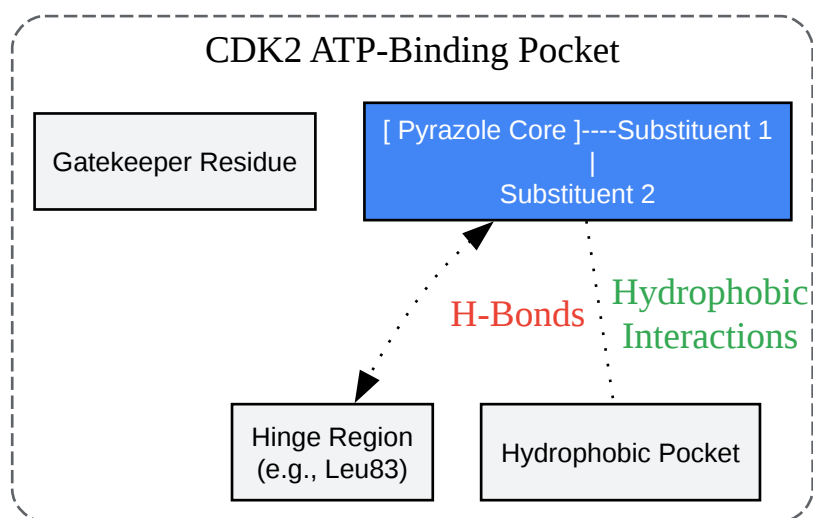 CDK2 ATP-Binding Pocket
Gatekeeper Residue
[ Pyrazole Core ]----Substituent 1
|
Substituent 2
H-Bonds
Hydrophobic
Interactions
Hinge Region
(e.g., Leu83)
Hydrophobic Pocket